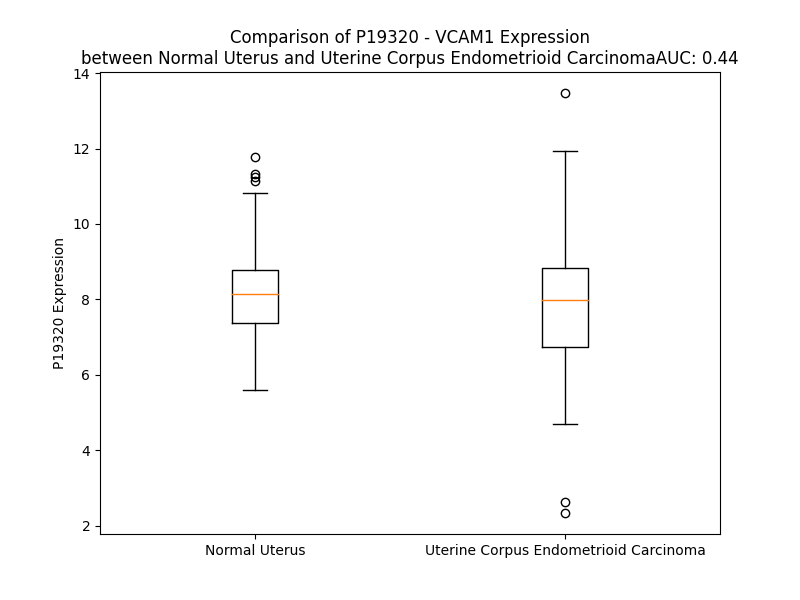 Comparison of P19320 - VCAM1 Expression
between Normal Uterus and Uterine Corpus Endometrioid CarcinomaAUC: 0.44
14
12
10
8
6
4
2
P19320 Expression
Normal Uterus
Uterine Corpus Endometrioid Carcinoma